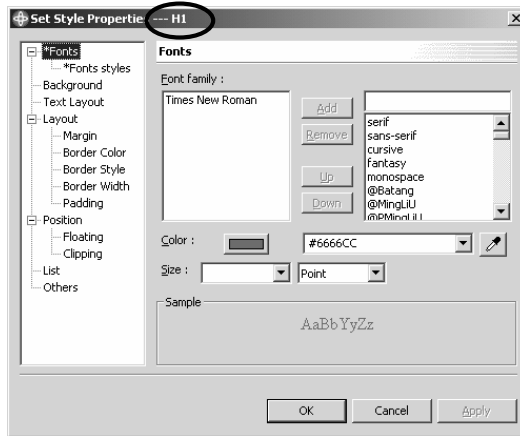 Set Style Properties --- H1
*Fonts
*Fonts styles
Background
Text Layout
Layout
Margin
Border Color
Border Style
Border Width
Padding
Position
Floating
Clipping
List
Others
Fonts
Font family :
Times New Roman
Add
Remove
Up
Down
serif
sans-serif
cursive
fantasy
monospace
@Batang
@MingLiU
@PMingLiU
Color :
#6666CC
Size :
Point
Sample
AaBbYyZz
OK
Cancel
Apply